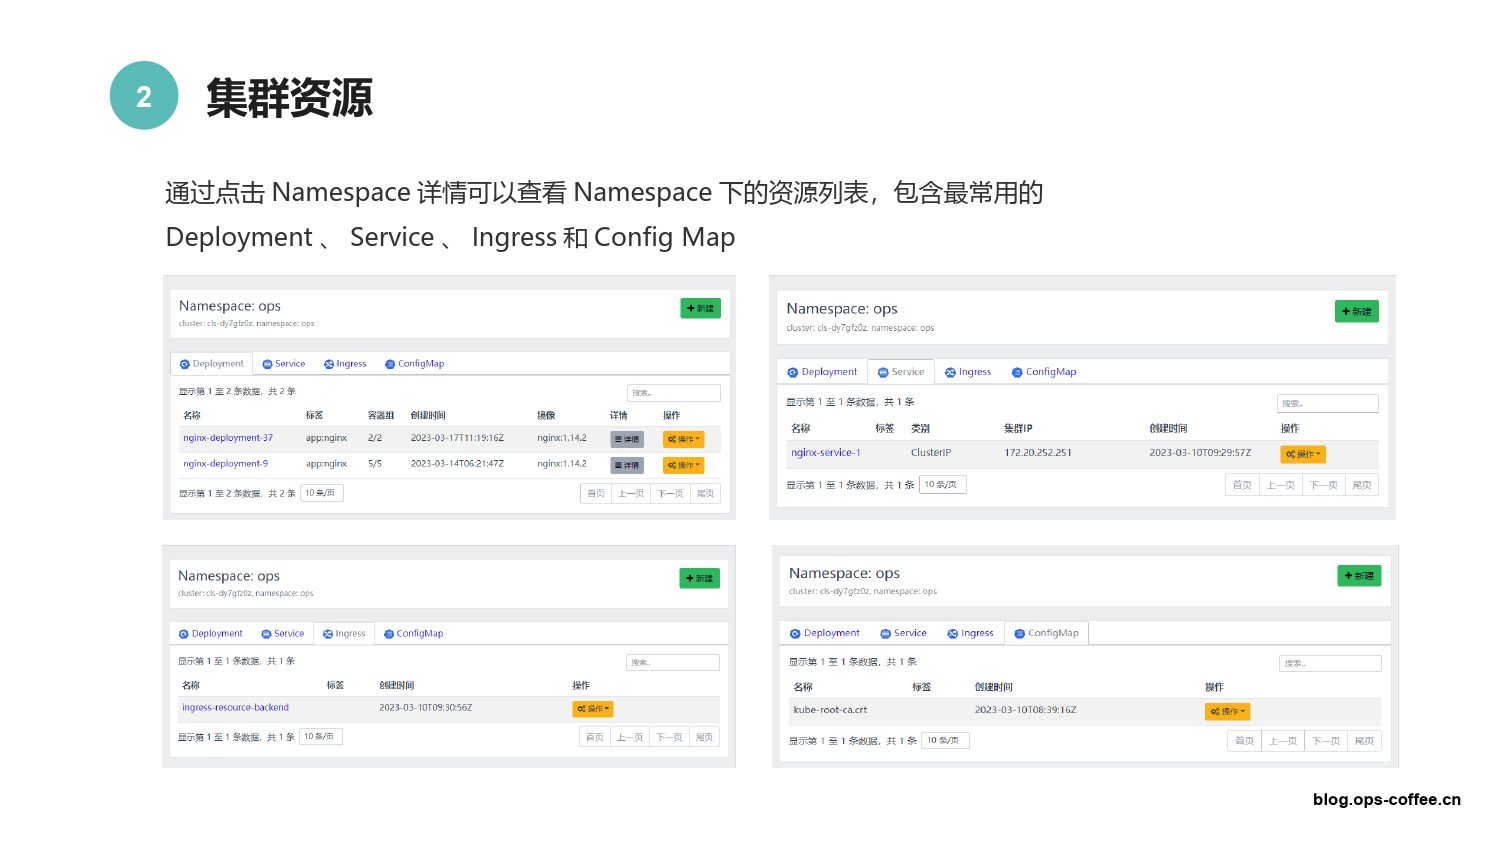 2
集群资源
通过点击 Namespace 详情可以查看 Namespace 下的资源列表，包含最常用的
Deployment 、 Service 、 Ingress 和 Config Map
Namespace: ops
cluster: cls-dy7gfz0z, namespace: ops
新建
Deployment Service Ingress ConfigMap
显示第 1 至 2 条数据，共 2 条 搜索..
名称 标签 容器组 创建时间 镜像 详情 操作
nginx-deployment-37 app:nginx 2/2 2023-03-17T11:19:16Z nginx:1.14.2 详情 操作
nginx-deployment-9 app:nginx 5/5 2023-03-14T06:21:47Z nginx:1.14.2 详情 操作
显示第 1 至 2 条数据，共 2 条 10 条/页 首页 上一页 下一页 尾页
Namespace: ops
cluster: cls-dy7gfz0z, namespace: ops
新建
Deployment Service Ingress ConfigMap
显示第 1 至 1 条数据，共 1 条 搜索..
名称 标签 类别 集群IP 创建时间 操作
nginx-service-1 ClusterIP 172.20.252.251 2023-03-10T09:29:57Z 操作
显示第 1 至 1 条数据，共 1 条 10 条/页 首页 上一页 下一页 尾页
Namespace: ops
cluster: cls-dy7gfz0z, namespace: ops
新建
Deployment Service Ingress ConfigMap
显示第 1 至 1 条数据，共 1 条 搜索..
名称 标签 创建时间 操作
ingress-resource-backend 2023-03-10T09:30:56Z 操作
显示第 1 至 1 条数据，共 1 条 10 条/页 首页 上一页 下一页 尾页
Namespace: ops
cluster: cls-dy7gfz0z, namespace: ops
新建
Deployment Service Ingress ConfigMap
显示第 1 至 1 条数据，共 1 条 搜索..
名称 标签 创建时间 操作
kube-root-ca.crt 2023-03-10T08:39:16Z 操作
显示第 1 至 1 条数据，共 1 条 10 条/页 首页 上一页 下一页 尾页
blog.ops-coffee.cn